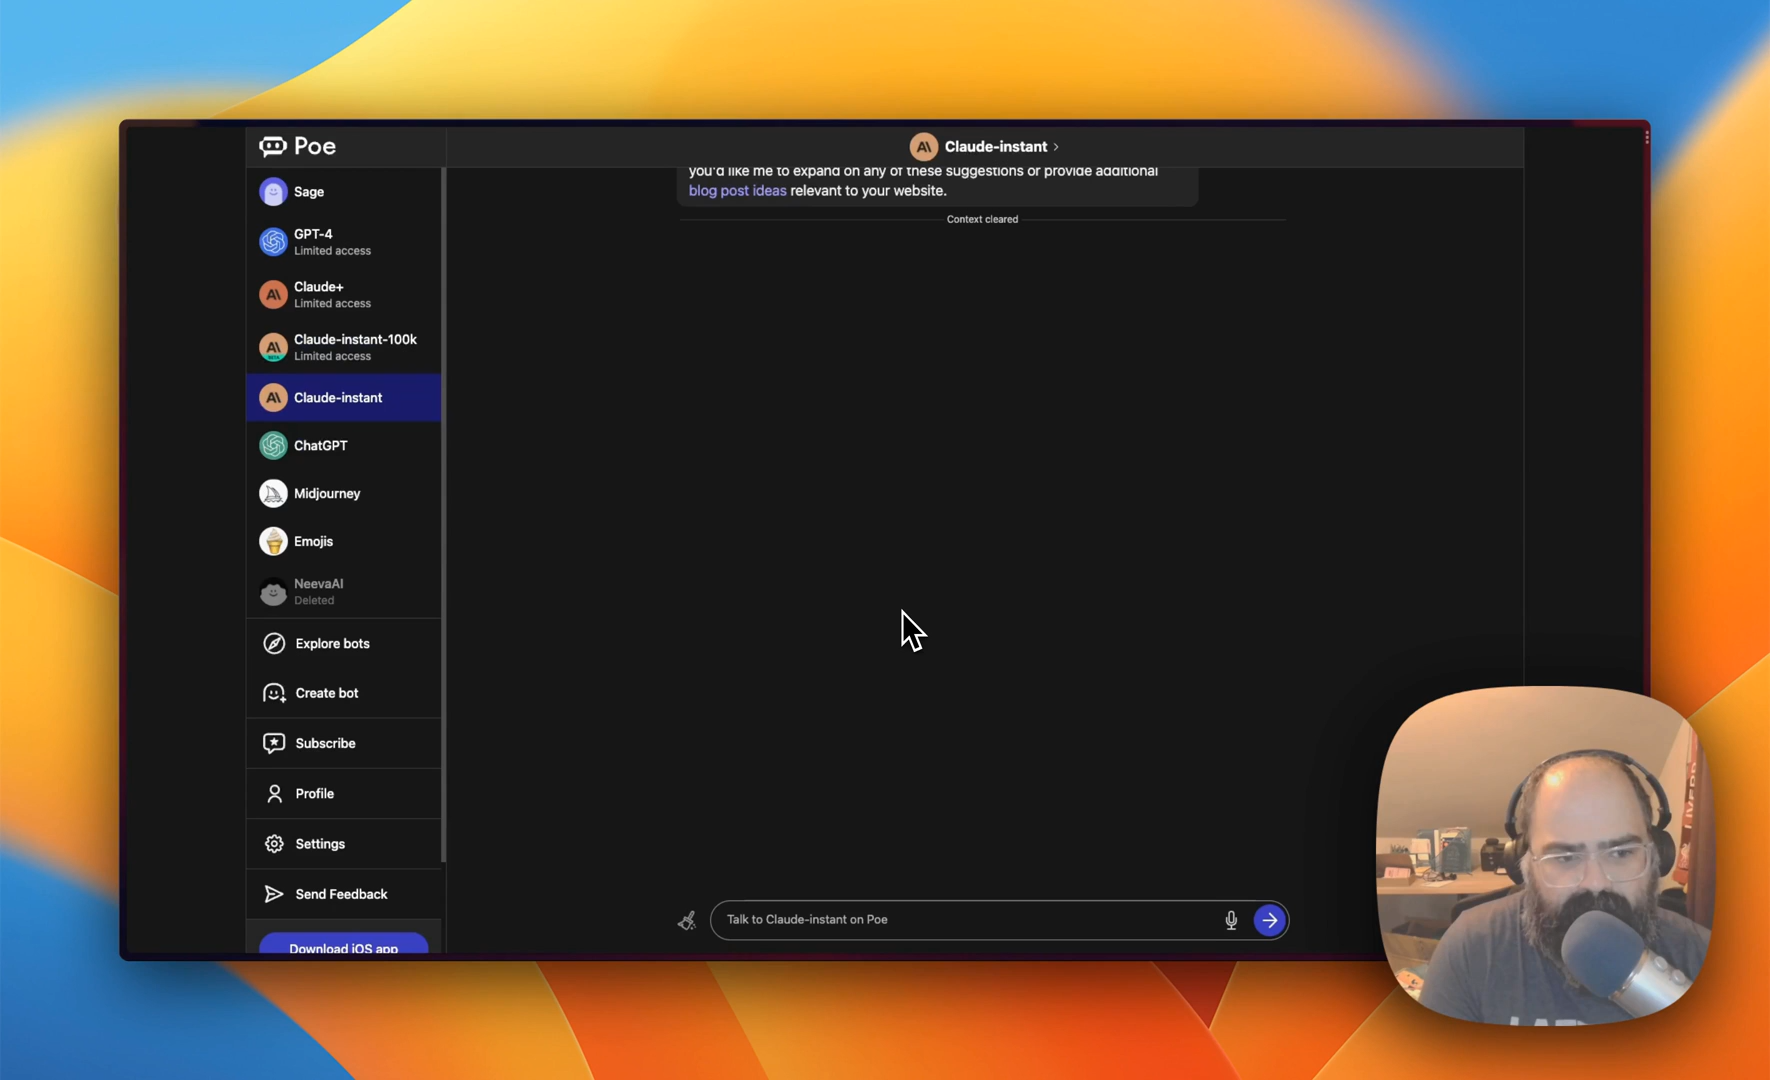 Poe
Claude-instant
you'd like me to expand on any of these suggestions or provide additional
blog post ideas relevant to your website.
Context cleared
Sage
GPT-4
Limited access
Claude+
Limited access
Claude-instant-100k
Limited access
Claude-instant
ChatGPT
Midjourney
Emojis
NeevaAI
Deleted
Explore bots
Create bot
Subscribe
Profile
Settings
Send Feedback
Download iOS app
Talk to Claude-instant on Poe